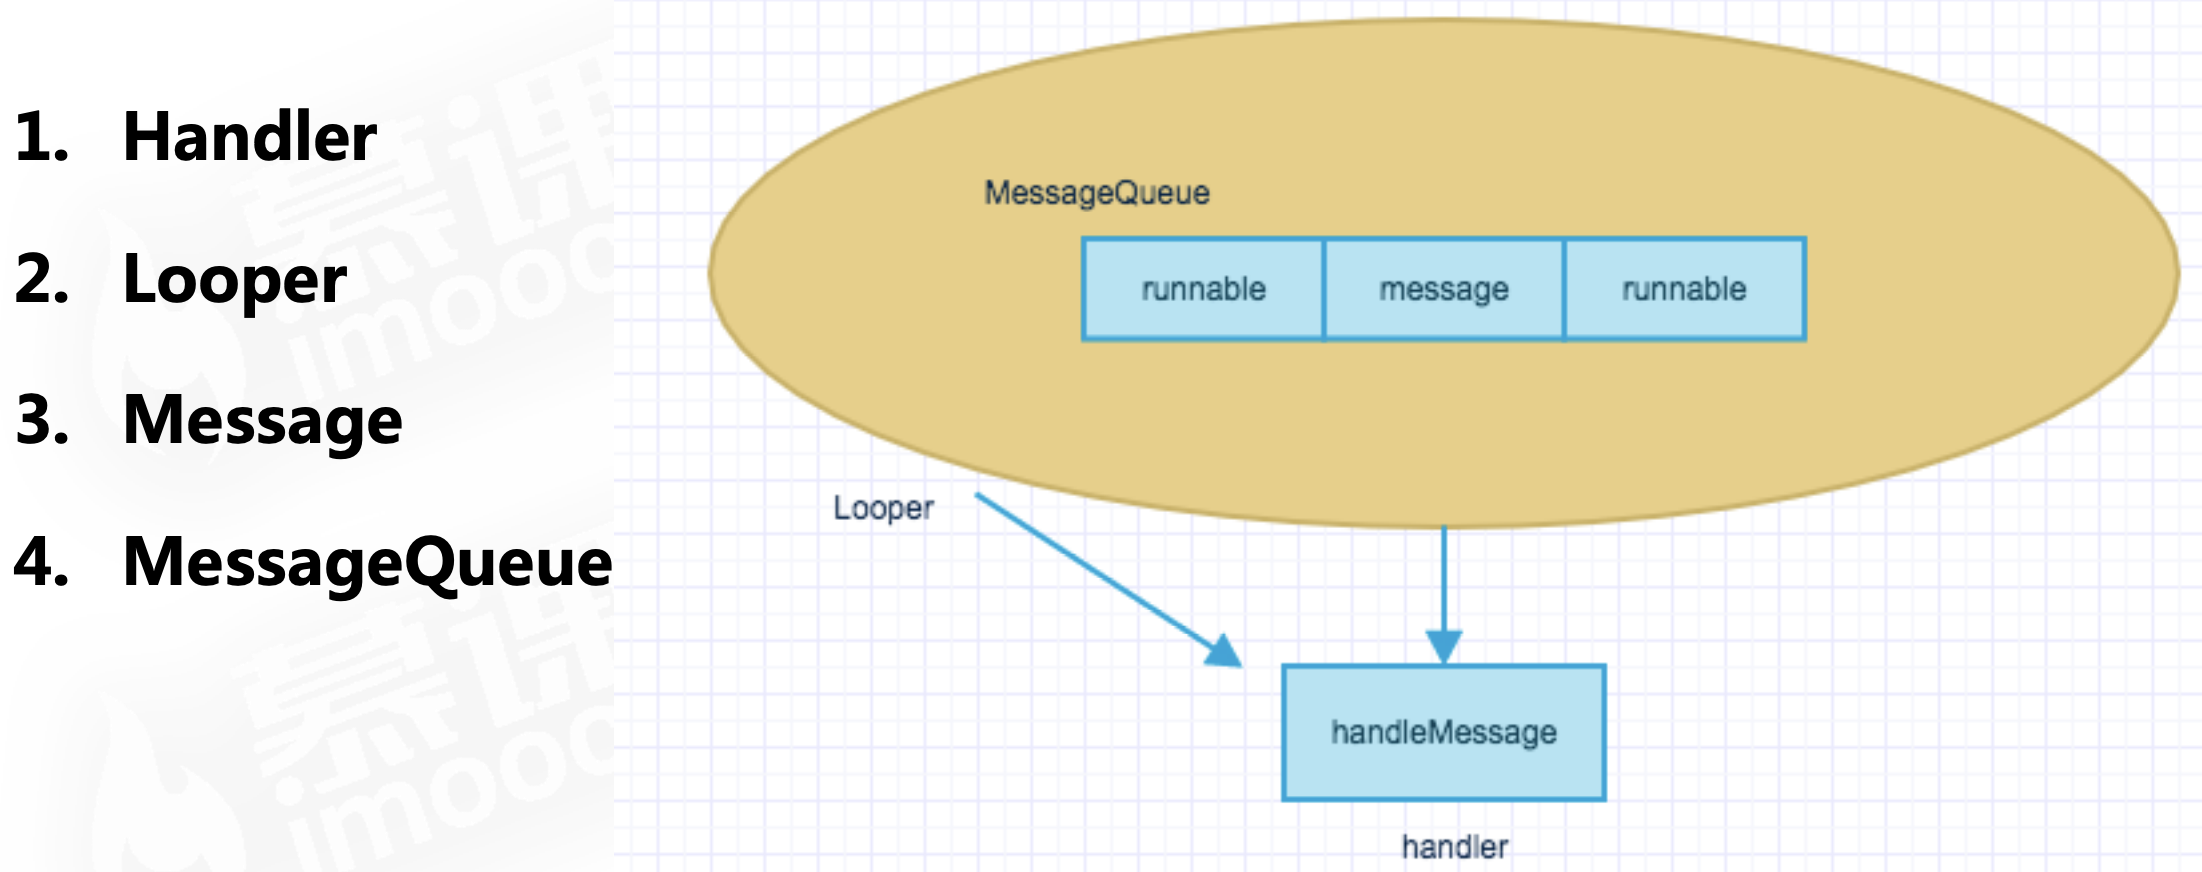 1. Handler
2. Looper
3. Message
4. MessageQueue
MessageQueue
runnable message runnable
Looper
handleMessage
handler
慕课
imooc
慕课
imooc